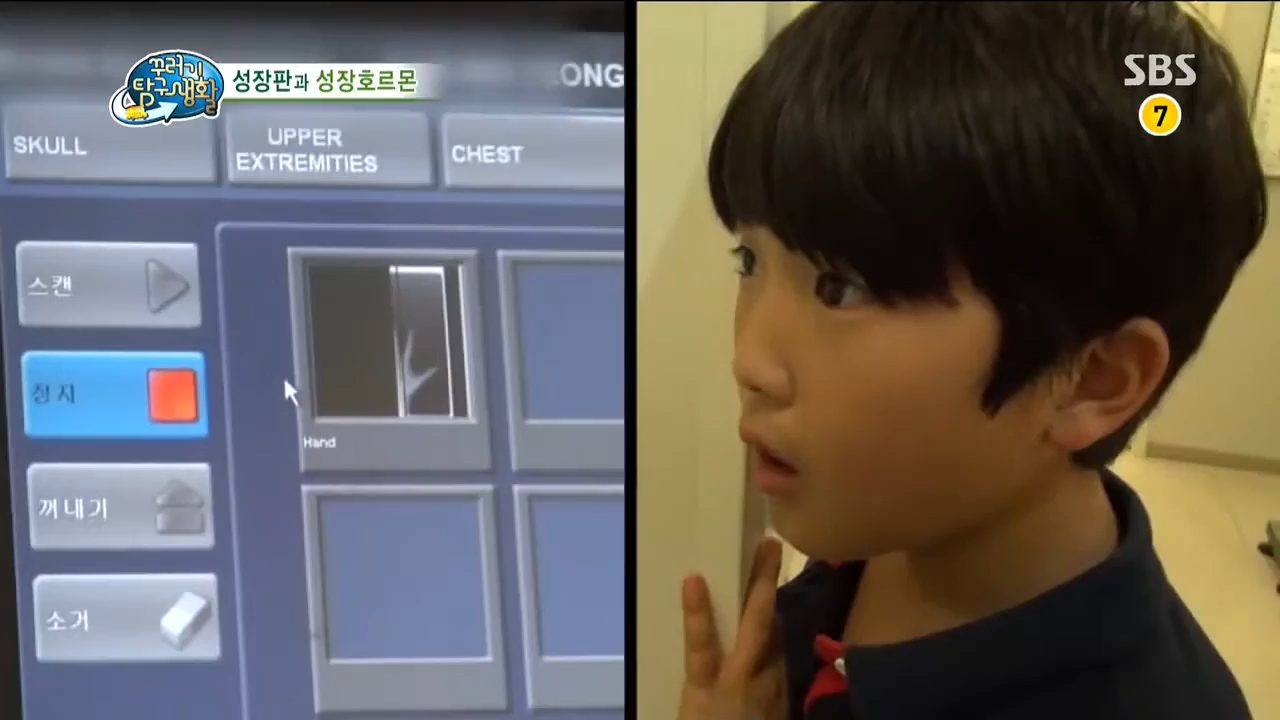 꾸러기
탐구생활
성장판과 성장호르몬
SBS
7
ONG
SKULL
UPPER
EXTREMITIES
CHEST
스캔
정지
꺼내기
소거
Hand